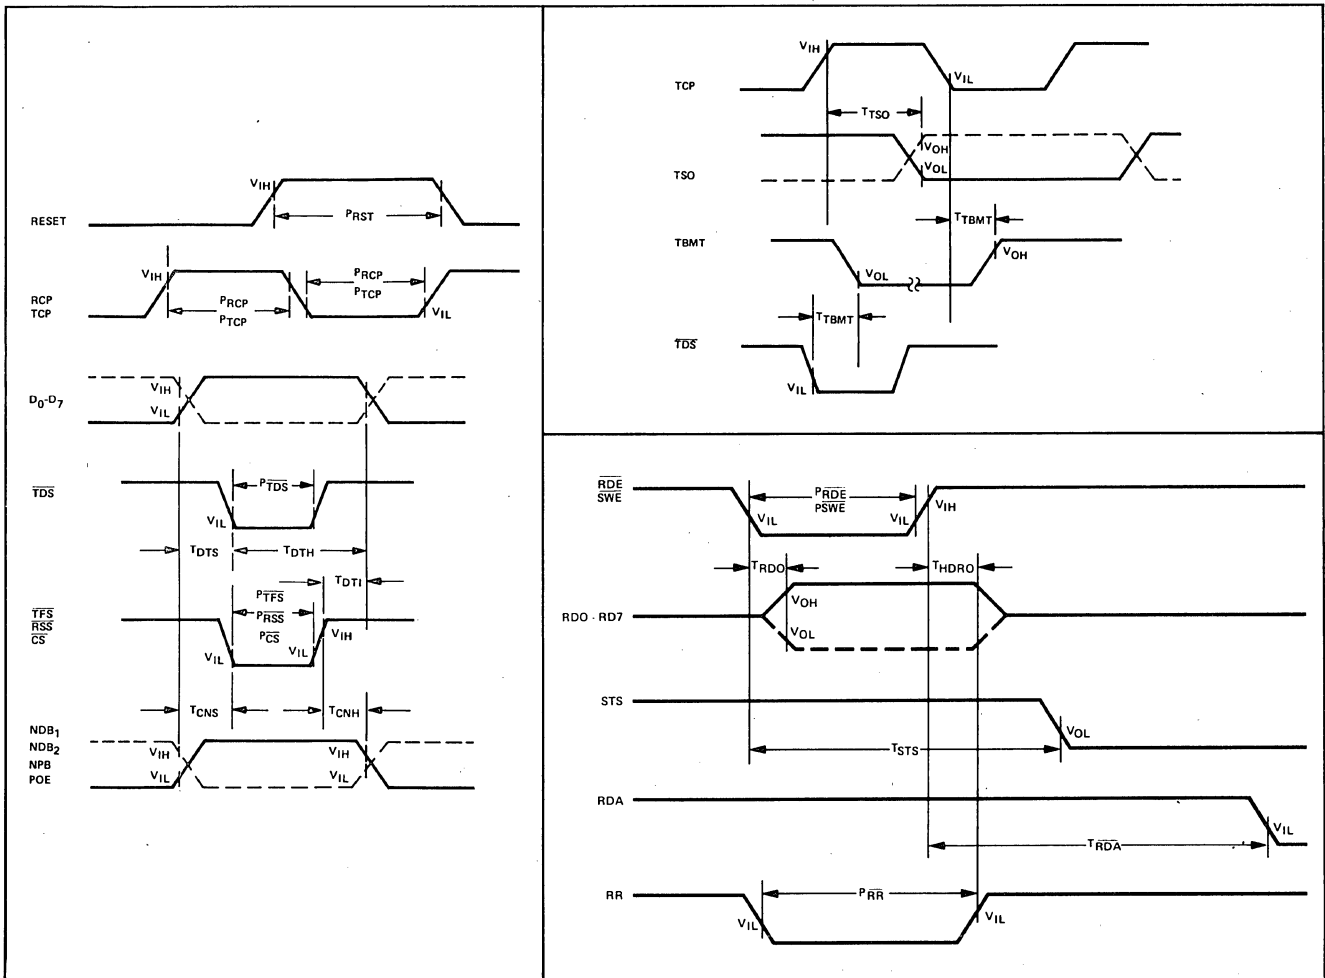 RESET
VIH
PRST
RCP
TCP
VIH
PRCP
PTCP
PRCP
PTCP
VIL
D0-D7
VIH
VIL
TDS
PTDS
VIL
TDTS
TDTH
TDTI
TFS
RSS
CS
PTFS
PRSS
PCS
VIH
VIL
VIL
TCNS
TCNH
NDB1
NDB2
NPB
POE
VIH
VIL
VIH
VIL
TCP
VIH
VIL
TTSO
TSO
VOH
VOL
TTBMT
TBMT
VOL
VOH
TTBMT
TDS
VIL
RDE
SWE
PRDE
PSWE
VIL
VIL
VIH
TRDO
THDRO
RDO - RD7
VOH
VOL
STS
VOL
TSTS
RDA
VIL
TRDA
RR
PRR
VIL
VIL